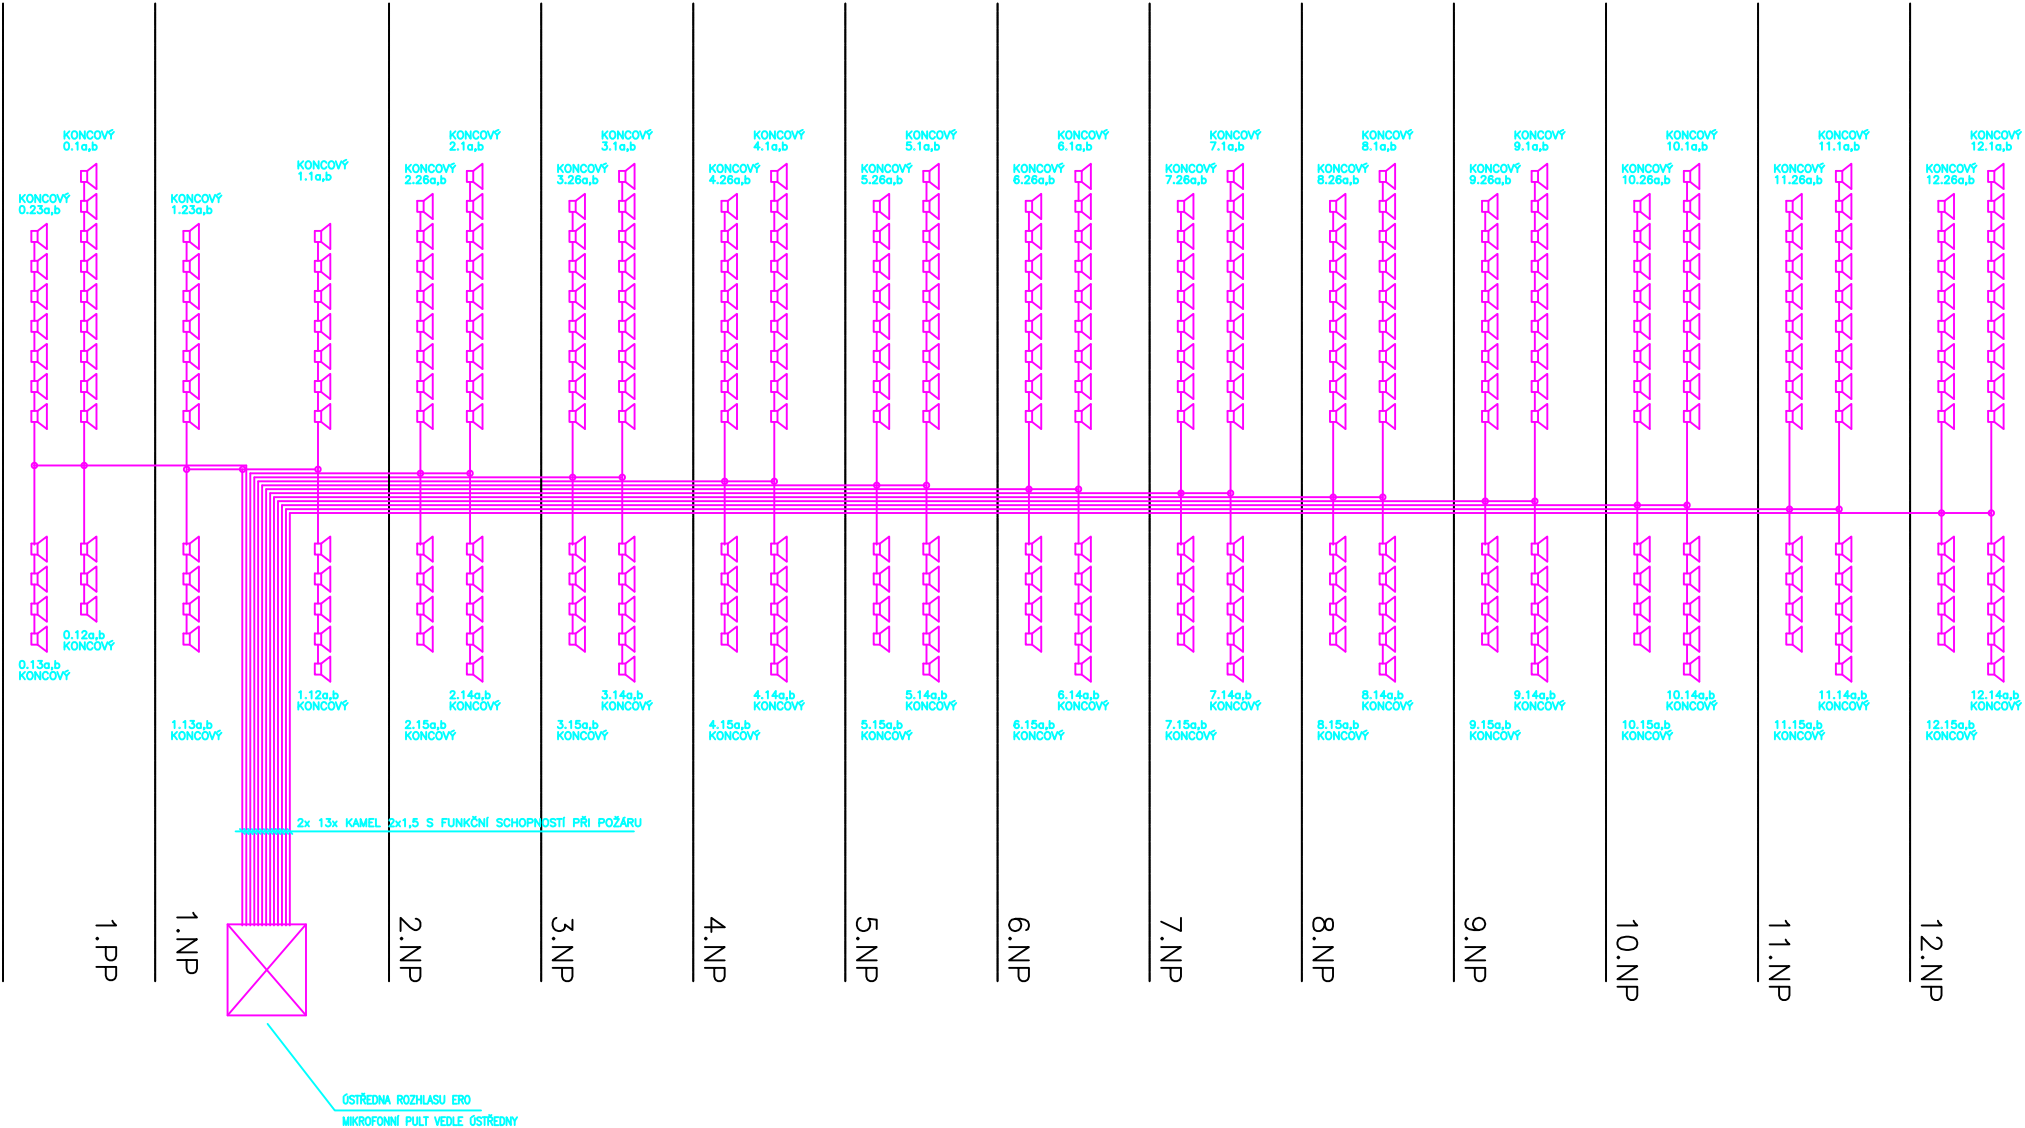 KONCOVÝ
0.1a,b
KONCOVÝ
0.23a,b
0.12a,b
KONCOVÝ
0.13a,b
KONCOVÝ
1.PP
KONCOVÝ
1.1a,b
KONCOVÝ
1.23a,b
1.12a,b
KONCOVÝ
1.13a,b
KONCOVÝ
1.NP
KONCOVÝ
2.1a,b
KONCOVÝ
2.26a,b
2.14a,b
KONCOVÝ
2.15a,b
KONCOVÝ
2.NP
KONCOVÝ
3.1a,b
KONCOVÝ
3.26a,b
3.14a,b
KONCOVÝ
3.15a,b
KONCOVÝ
3.NP
KONCOVÝ
4.1a,b
KONCOVÝ
4.26a,b
4.14a,b
KONCOVÝ
4.15a,b
KONCOVÝ
4.NP
KONCOVÝ
5.1a,b
KONCOVÝ
5.26a,b
5.14a,b
KONCOVÝ
5.15a,b
KONCOVÝ
5.NP
KONCOVÝ
6.1a,b
KONCOVÝ
6.26a,b
6.14a,b
KONCOVÝ
6.15a,b
KONCOVÝ
6.NP
KONCOVÝ
7.1a,b
KONCOVÝ
7.26a,b
7.14a,b
KONCOVÝ
7.15a,b
KONCOVÝ
7.NP
KONCOVÝ
8.1a,b
KONCOVÝ
8.26a,b
8.14a,b
KONCOVÝ
8.15a,b
KONCOVÝ
8.NP
KONCOVÝ
9.1a,b
KONCOVÝ
9.26a,b
9.14a,b
KONCOVÝ
9.15a,b
KONCOVÝ
9.NP
KONCOVÝ
10.1a,b
KONCOVÝ
10.26a,b
10.14a,b
KONCOVÝ
10.15a,b
KONCOVÝ
10.NP
KONCOVÝ
11.1a,b
KONCOVÝ
11.26a,b
11.14a,b
KONCOVÝ
11.15a,b
KONCOVÝ
11.NP
KONCOVÝ
12.1a,b
KONCOVÝ
12.26a,b
12.14a,b
KONCOVÝ
12.15a,b
KONCOVÝ
12.NP
2x 13x KAMEL 2x1,5 S FUNKČNÍ SCHOPNOSTÍ PŘI POŽÁRU
ÚSTŘEDNA ROZHLASU ERO
MIKROFONNÍ PULT VEDLE ÚSTŘEDNY